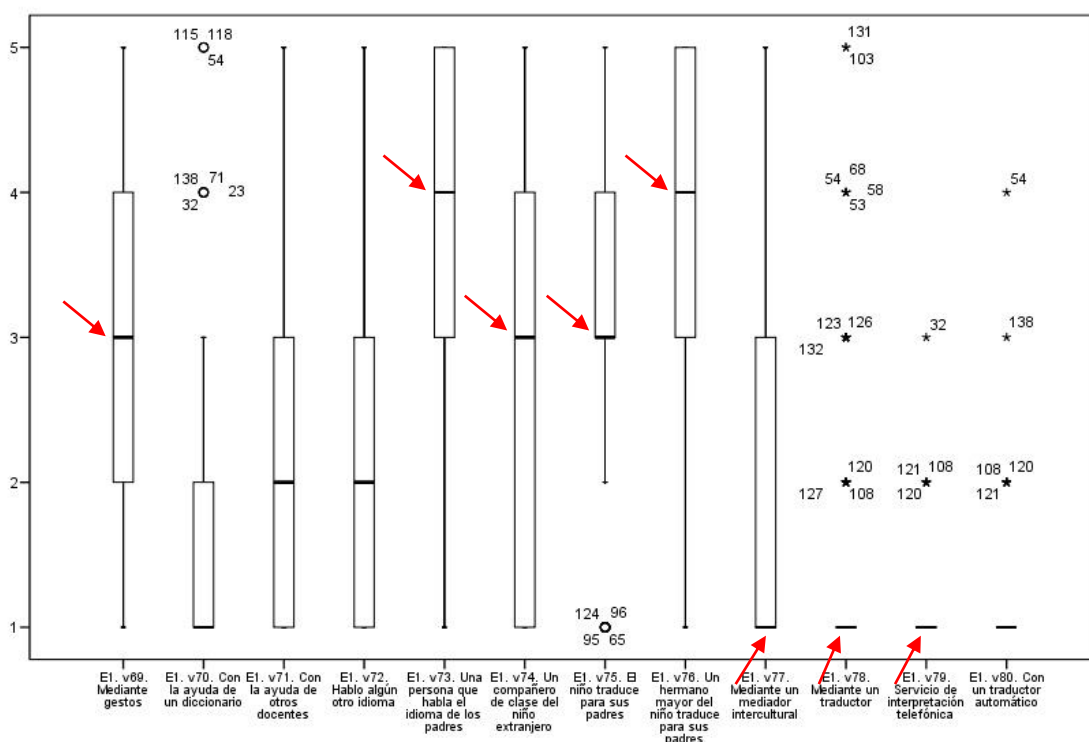 115 118
54
131
103
138 71
23
32
68
54
58
53
54
123 126
132
32
138
120
127
108
121 108
120
108 120
121
124 96
95 65
5
4
3
2
1
E1. v69.
Mediante
gestos
E1. v70. Con
la ayuda de
un diccionario
E1. v71. Con
la ayuda de
otros
docentes
E1. v72.
Hablo algún
otro idioma
E1. v73. Una
persona que
habla el
idioma de los
padres
E1. v74. Un
compañero
de clase del
niño
extranjero
E1. v75. El
niño traduce
para sus
padres
E1. v76. Un
hermano
mayor del
niño traduce
para sus
padres.
E1. v77.
Mediante un
mediador
intercultural
E1. v78.
Mediante un
traductor
E1. v79.
Servicio de
interpretación
telefónica
E1. v80. Con
un traductor
automático